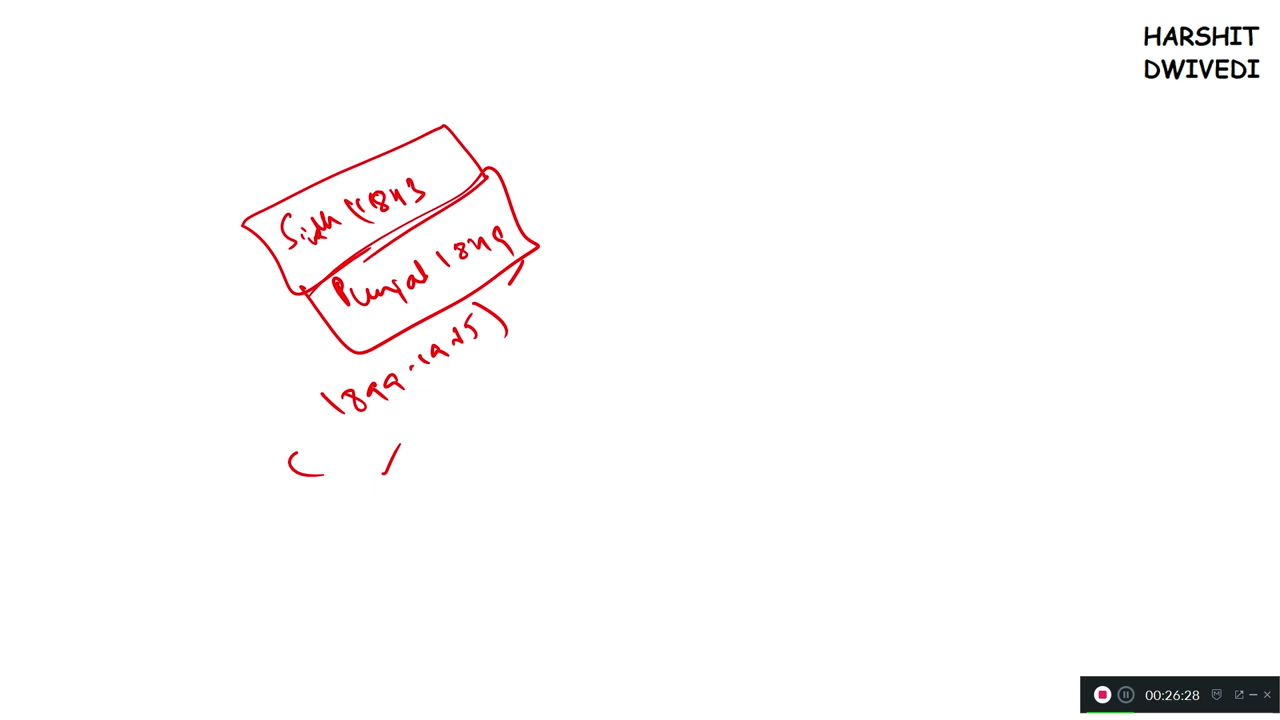 HARSHIT
DWIVEDI
Sindh 1843
Punjab 1849
1899-1905)
00:26:28